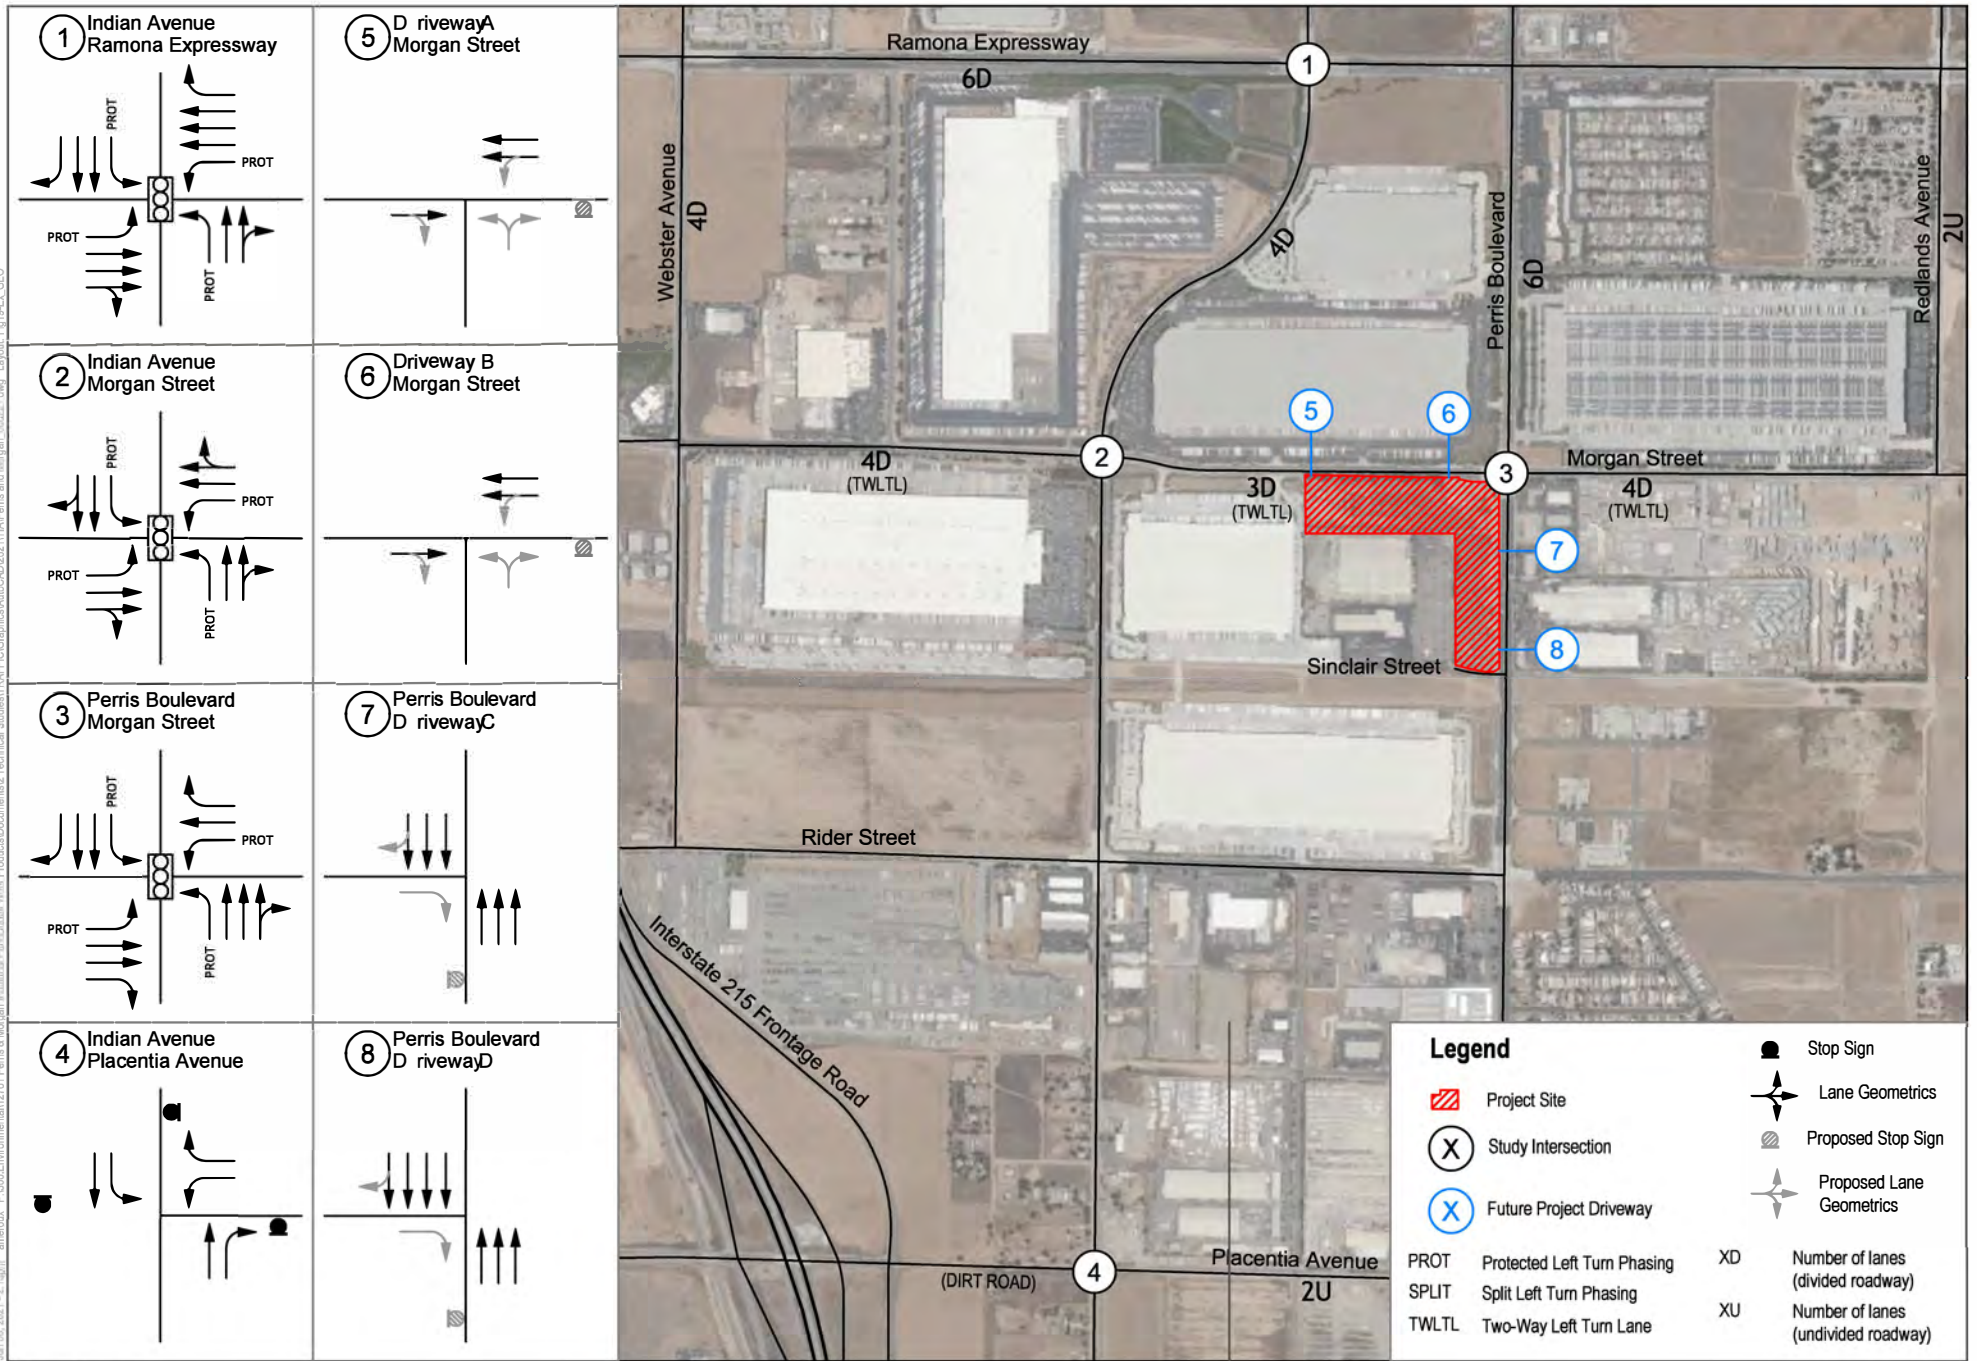 1
Indian Avenue
Ramona Expressway
PROT
PROT
PROT
PROT
5
D rivewayA
Morgan Street
2
Indian Avenue
Morgan Street
PROT
PROT
PROT
PROT
6
Driveway B
Morgan Street
3
Perris Boulevard
Morgan Street
PROT
PROT
PROT
PROT
7
Perris Boulevard
D rivewayC
4
Indian Avenue
Placentia Avenue
8
Perris Boulevard
D rivewayD
Ramona Expressway
6D
1
Webster Avenue
4D
4D
Perris Boulevard
6D
Redlands Avenue
2U
5
6
2
4D
(TWLTL)
3D
(TWLTL)
3
Morgan Street
4D
(TWLTL)
7
8
Sinclair Street
Rider Street
Interstate 215 Frontage Road
Placentia Avenue
(DIRT ROAD)
4
2U
Legend
Project Site
X
Study Intersection
X
Future Project Driveway
PROT
Protected Left Turn Phasing
SPLIT
Split Left Turn Phasing
TWLTL
Two-Way Left Turn Lane
Stop Sign
Lane Geometrics
Proposed Stop Sign
Proposed Lane
Geometrics
XD
Number of lanes
(divided roadway)
XU
Number of lanes
(undivided roadway)